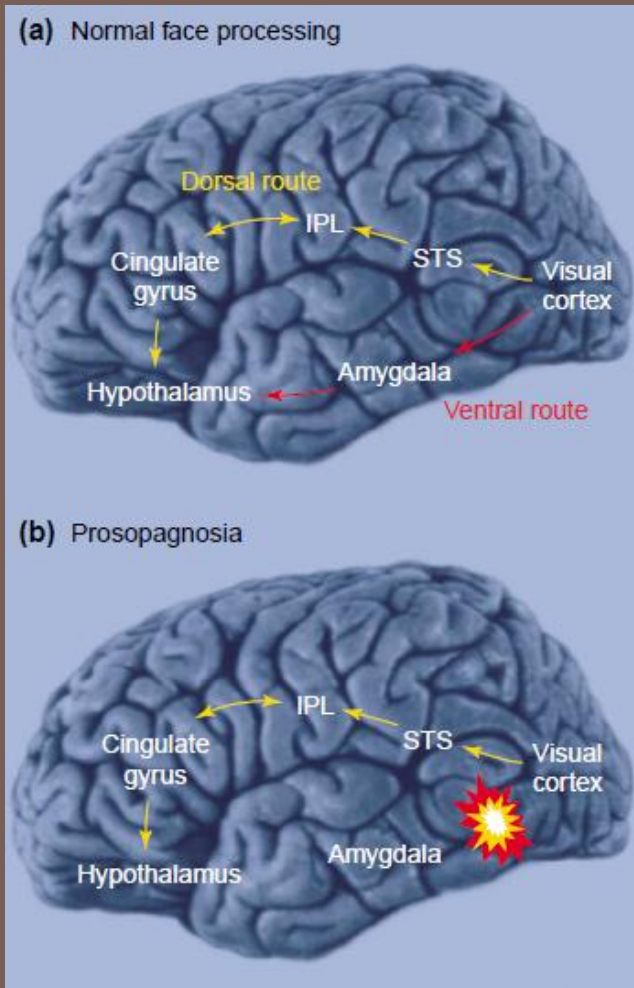 (a) Normal face processing
Dorsal route
IPL
STS
Cingulate
gyrus
Visual
cortex
Amygdala
Hypothalamus
Ventral route
(b) Prosopagnosia
IPL
STS
Cingulate
gyrus
Visual
cortex
Amygdala
Hypothalamus